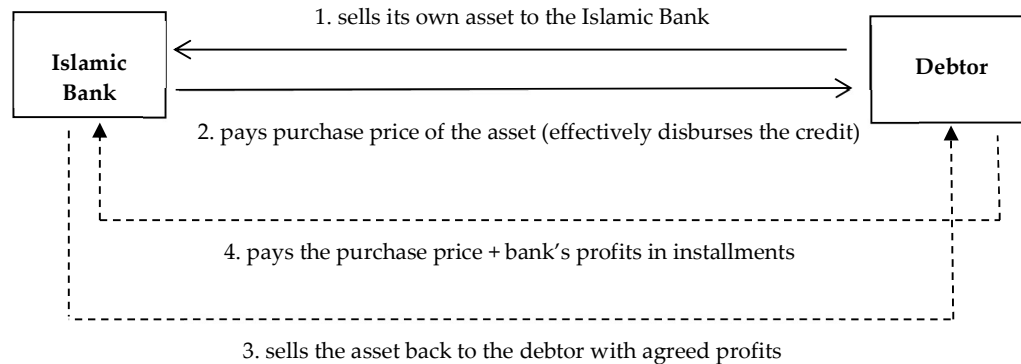 1. sells its own asset to the Islamic Bank
Islamic
Bank
Debtor
2. pays purchase price of the asset (effectively disburses the credit)
4. pays the purchase price + bank’s profits in installments
3. sells the asset back to the debtor with agreed profits